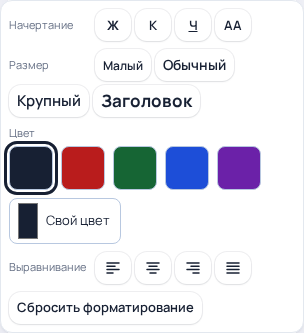 Начертание Ж К Ч АА
Размер Малый Обычный
Крупный Заголовок
Цвет
Свой цвет
Выравнивание
Сбросить форматирование